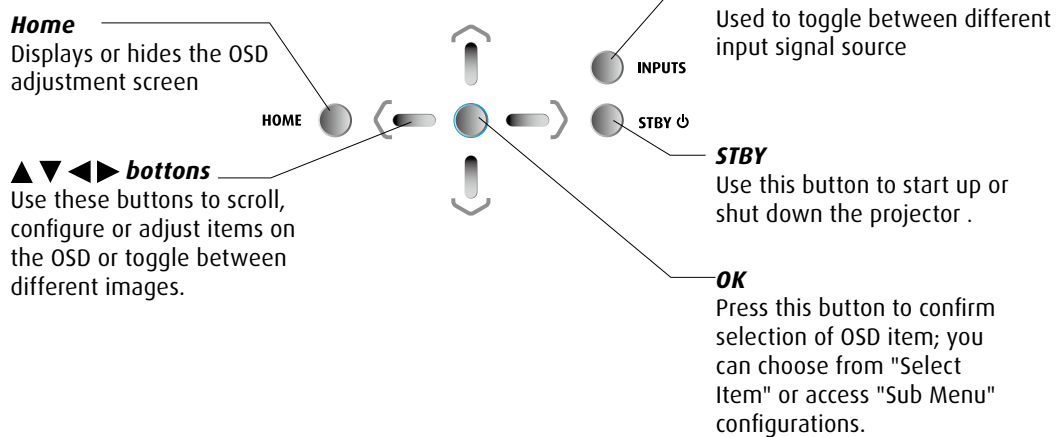 Home
Displays or hides the OSD
adjustment screen
▲▼◀▶ bottons
Use these buttons to scroll,
configure or adjust items on
the OSD or toggle between
different images.
HOME
INPUTS
STBY ⏻
Used to toggle between different
input signal source
STBY
Use this button to start up or
shut down the projector .
OK
Press this button to confirm
selection of OSD item; you
can choose from "Select
Item" or access "Sub Menu"
configurations.